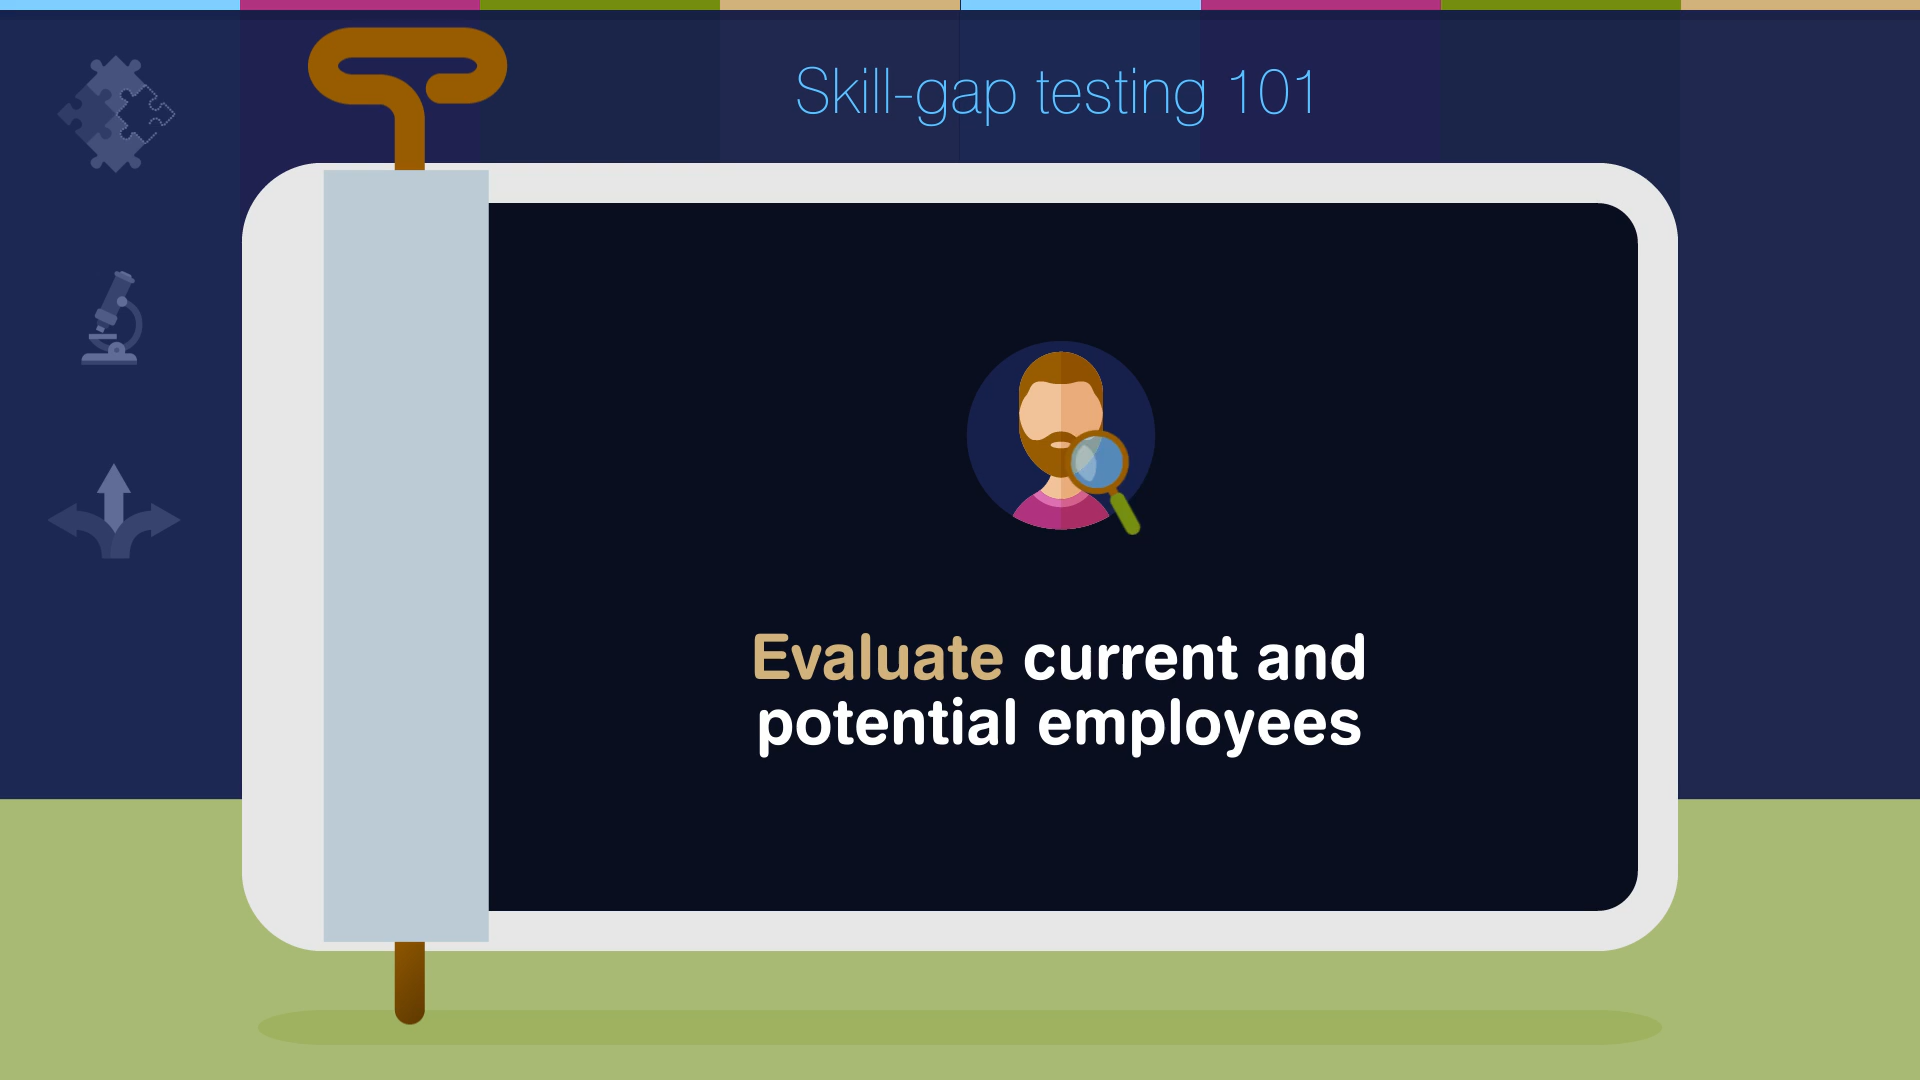 Skill-gap testing 101
Evaluate current and
potential employees